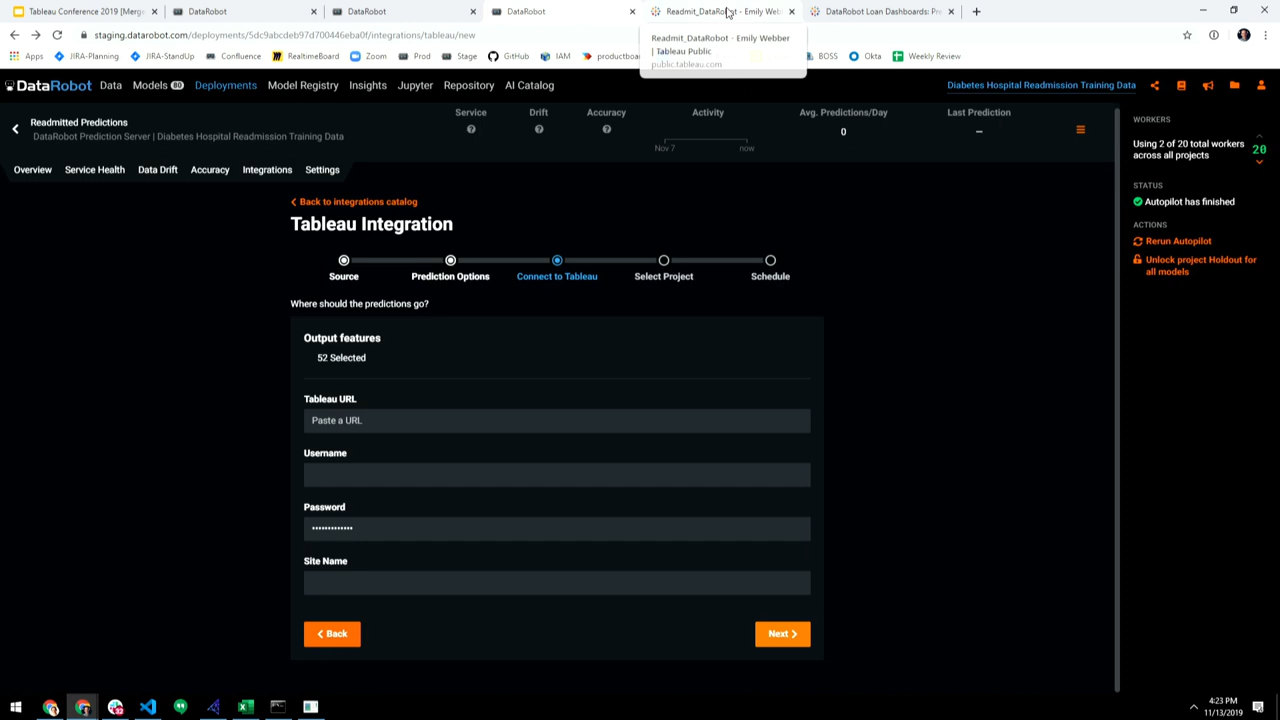 Tableau Conference 2019 [Merge
DataRobot
DataRobot
DataRobot
Readmit_DataRobot - Emily Web
DataRobot Loan Dashboards: Pre
staging.datarobot.com/deployments/5dc9abcdeb97d700446eba0f/integrations/tableau/new
Readmit_DataRobot - Emily Webber
| Tableau Public
public.tableau.com
Apps
JIRA-Planning
JIRA-StandUp
Confluence
RealtimeBoard
Zoom
Prod
Stage
GitHub
IAM
productboa
BOSS
Okta
Weekly Review
DataRobot
Data
Models 80
Deployments
Model Registry
Insights
Jupyter
Repository
AI Catalog
Diabetes Hospital Readmission Training Data
Readmitted Predictions
DataRobot Prediction Server | Diabetes Hospital Readmission Training Data
Service
Drift
Accuracy
Activity
Nov 7
now
Avg. Predictions/Day
0
Last Prediction
–
Overview
Service Health
Data Drift
Accuracy
Integrations
Settings
WORKERS
Using 2 of 20 total workers
across all projects
20
STATUS
Autopilot has finished
ACTIONS
Rerun Autopilot
Unlock project Holdout for
all models
Back to integrations catalog
Tableau Integration
Source
Prediction Options
Connect to Tableau
Select Project
Schedule
Where should the predictions go?
Output features
52 Selected
Tableau URL
Paste a URL
Username
Password
•••••••••••••
Site Name
Back
Next
4:23 PM
11/13/2019